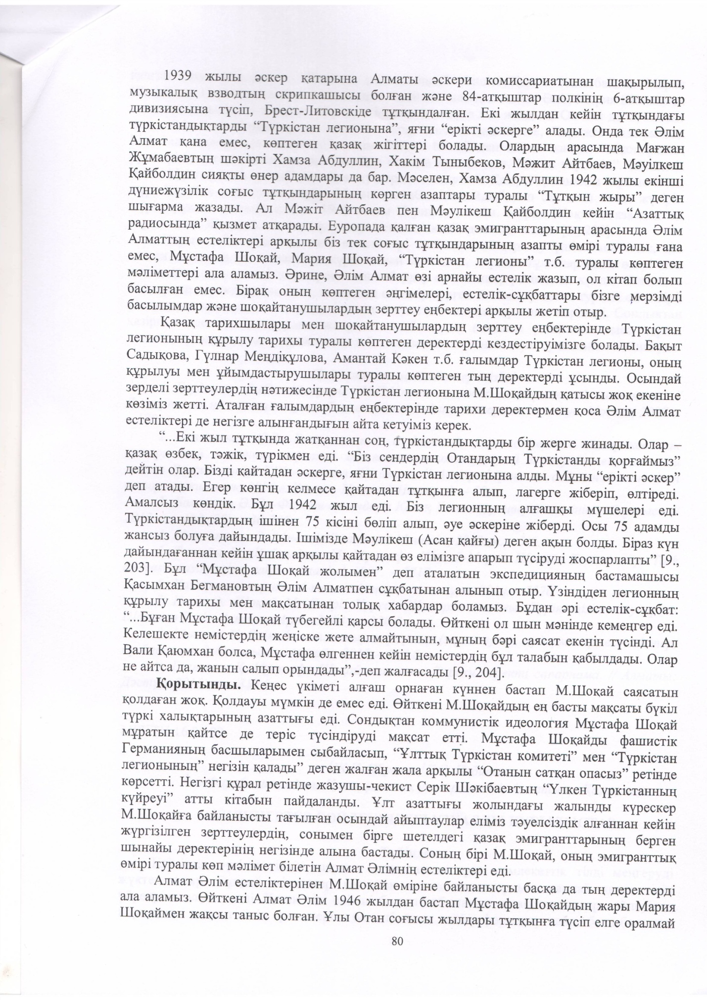 1939 жылы әскер қатарына Алматы әскери комиссариатынан шақырылып,
музыкалық взводтың скрипкашысы болған және 84-атқыштар полкінің 6-атқыштар
дивизиясына түсіп, Брест-Литовскіде тұтқындалған. Екі жылдан кейін тұтқындағы
түркістандықтарды “Түркістан легионына”, яғни “ерікті әскерге” алады. Онда тек Әлім
Алмат қана емес, көптеген қазақ жігіттері болады. Олардың арасында Мағжан
Жұмабаевтың шәкірті Хамза Абдуллин, Хакім Тыныбеков, Мәжит Айтбаев, Мәуілкеш
Қайболдин сияқты өнер адамдары да бар. Мәселен, Хамза Абдуллин 1942 жылы екінші
дүниежүзілік соғыс тұтқындарының көрген азаптары туралы “Тұтқын жыры” деген
шығарма жазады. Ал Мәжіт Айтбаев пен Мәулікеш Қайболдин кейін “Азаттық
радиосында” қызмет атқарады. Еуропада қалған қазақ эмигранттарының арасында Әлім
Алматтың естеліктері арқылы біз тек соғыс тұтқындарының азапты өмірі туралы ғана
емес, Мұстафа Шоқай, Мария Шоқай, “Түркістан легионы” т.б. туралы көптеген
мәліметтері ала аламыз. Әрине, Әлім Алмат өзі арнайы естелік жазып, ол кітап болып
басылған емес. Бірақ оның көптеген әңгімелері, естелік-сұқбаттары бізге мерзімді
басылымдар және шоқайтанушылардың зерттеу еңбектері арқылы жетіп отыр.
Қазақ тарихшылары мен шоқайтанушылардың зерттеу еңбектерінде Түркістан
легионының құрылу тарихы туралы көптеген деректерді кездестіруімізге болады. Бақыт
Садықова, Гүлнар Меңдіқұлова, Амантай Кәкен т.б. ғалымдар Түркістан легионы, оның
құрылуы мен ұйымдастырушылары туралы көптеген тың деректерді ұсынды. Осындай
зерделі зерттеулердің нәтижесінде Түркістан легионына М.Шоқайдың қатысы жоқ екеніне
көзіміз жетті. Аталған ғалымдардың еңбектерінде тарихи деректермен қоса Әлім Алмат
естеліктері де негізге алынғандығын айта кетуіміз керек.
“...Екі жыл тұтқында жатқаннан соң, түркістандықтарды бір жерге жинады. Олар –
қазақ өзбек, тәжік, түрікмен еді. “Біз сендердің Отандарың Түркістанды қорғаймыз”
дейтін олар. Бізді қайтадан әскерге, яғни Түркістан легионына алды. Мұны “ерікті әскер”
деп атады. Егер көнгің келмесе қайтадан тұтқынға алып, лагерге жіберіп, өлтіреді.
Амалсыз көндік. Бұл 1942 жыл еді. Біз легионның алғашқы мүшелері еді.
Түркістандықтардың ішінен 75 кісіні бөліп алып, әуе әскеріне жіберді. Осы 75 адамды
жансыз болуға дайындады. Ішімізде Мәулікеш (Асан қайғы) деген ақын болды. Біраз күн
дайындағаннан кейін ұшақ арқылы қайтадан өз елімізге апарып түсіруді жоспарлапты” [9.,
203]. Бұл “Мұстафа Шоқай жолымен” деп аталатын экспедицияның бастамашысы
Қасымхан Бегмановтың Әлім Алматпен сұқбатынан алынып отыр. Үзіндіден легионның
құрылу тарихы мен мақсатынан толық хабардар боламыз. Бұдан әрі естелік-сұқбат:
“...Бұған Мұстафа Шоқай түбегейлі қарсы болады. Өйткені ол шын мәнінде кемеңгер еді.
Келешекте немістердің жеңіске жете алмайтынын, мұның бәрі саясат екенін түсінді. Ал
Вали Қаюмхан болса, Мұстафа өлгеннен кейін немістердің бұл талабын қабылдады. Олар
не айтса да, жанын салып орындады”,-деп жалғасады [9., 204].
Қорытынды. Кеңес үкіметі алғаш орнаған күннен бастап М.Шоқай саясатын
қолдаған жоқ. Қолдауы мүмкін де емес еді. Өйткені М.Шоқайдың ең басты мақсаты бүкіл
түркі халықтарының азаттығы еді. Сондықтан коммунистік идеология Мұстафа Шоқай
мұратын қайтсе де теріс түсіндіруді мақсат етті. Мұстафа Шоқайды фашистік
Германияның басшыларымен сыбайласып, “Ұлттық Түркістан комитеті” мен “Түркістан
легионының” негізін қалады” деген жалған жала арқылы “Отанын сатқан опасыз” ретінде
көрсетті. Негізгі құрал ретінде жазушы-чекист Серік Шәкібаевтың “Үлкен Түркістанның
күйреуі” атты кітабын пайдаланды. Ұлт азаттығы жолындағы жалынды күрескер
М.Шоқайға байланысты тағылған осындай айыптаулар еліміз тәуелсіздік алғаннан кейін
жүргізілген зерттеулердің, сонымен бірге шетелдегі қазақ эмигранттарының берген
шынайы деректерінің негізінде алына бастады. Соның бірі М.Шоқай, оның эмигранттық
өмірі туралы көп мәлімет білетін Алмат Әлімнің естеліктері еді.
Алмат Әлім естеліктерінен М.Шоқай өміріне байланысты басқа да тың деректерді
ала аламыз. Өйткені Алмат Әлім 1946 жылдан бастап Мұстафа Шоқайдың жары Мария
Шоқаймен жақсы таныс болған. Ұлы Отан соғысы жылдары тұтқынға түсіп елге оралмай
80